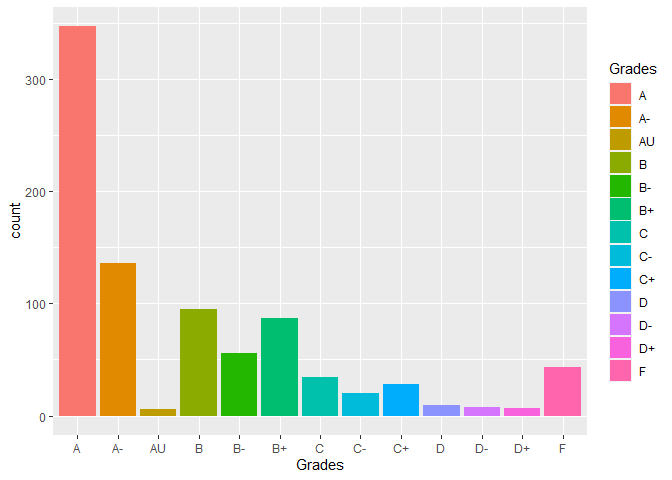 300
200
100
0
count
A A- AU B B- B+ C C- C+ D D- D+ F
Grades
Grades
A
A-
AU
B
B-
B+
C
C-
C+
D
D-
D+
F